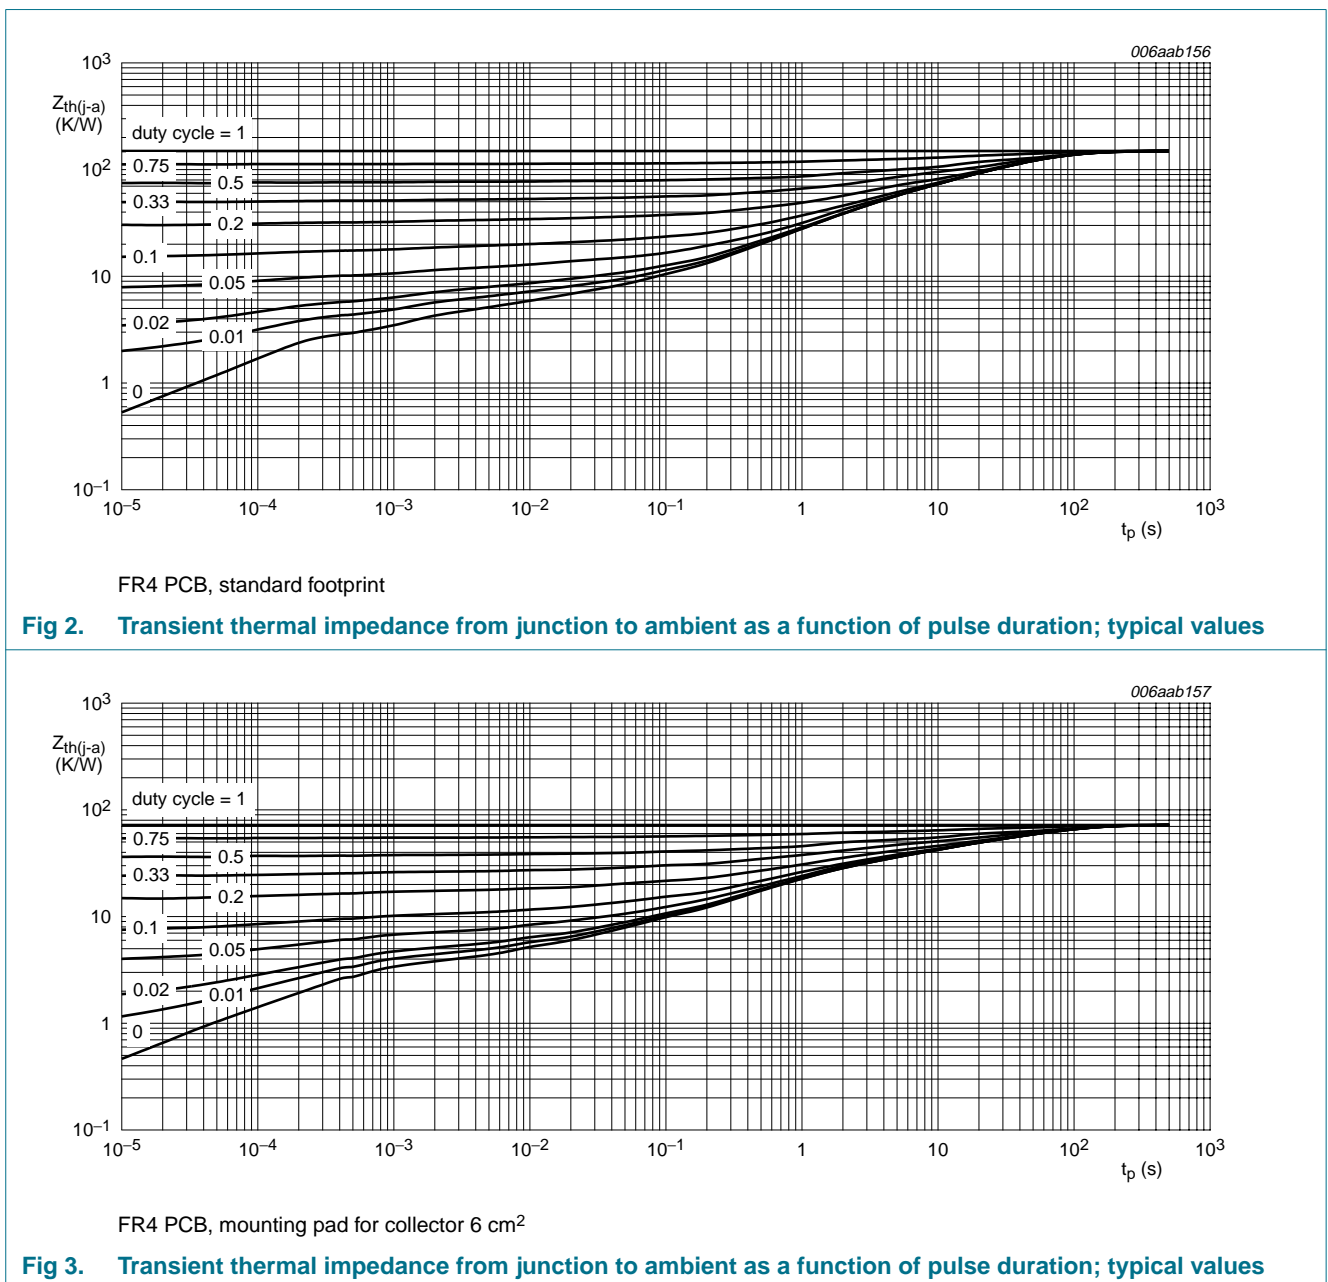 006aab156
10³
Z_th(j-a)
(K/W)
duty cycle = 1
10²
0.75
0.5
0.33
0.2
0.1
10
0.05
0.02
0.01
1
0
10⁻¹
10⁻⁵ 10⁻⁴ 10⁻³ 10⁻² 10⁻¹ 1 10 10² 10³
t_p (s)
FR4 PCB, standard footprint
Fig 2. Transient thermal impedance from junction to ambient as a function of pulse duration; typical values
006aab157
10³
Z_th(j-a)
(K/W)
duty cycle = 1
10²
0.75
0.5
0.33
0.2
10
0.1
0.05
0.02
0.01
1
0
10⁻¹
10⁻⁵ 10⁻⁴ 10⁻³ 10⁻² 10⁻¹ 1 10 10² 10³
t_p (s)
FR4 PCB, mounting pad for collector 6 cm²
Fig 3. Transient thermal impedance from junction to ambient as a function of pulse duration; typical values